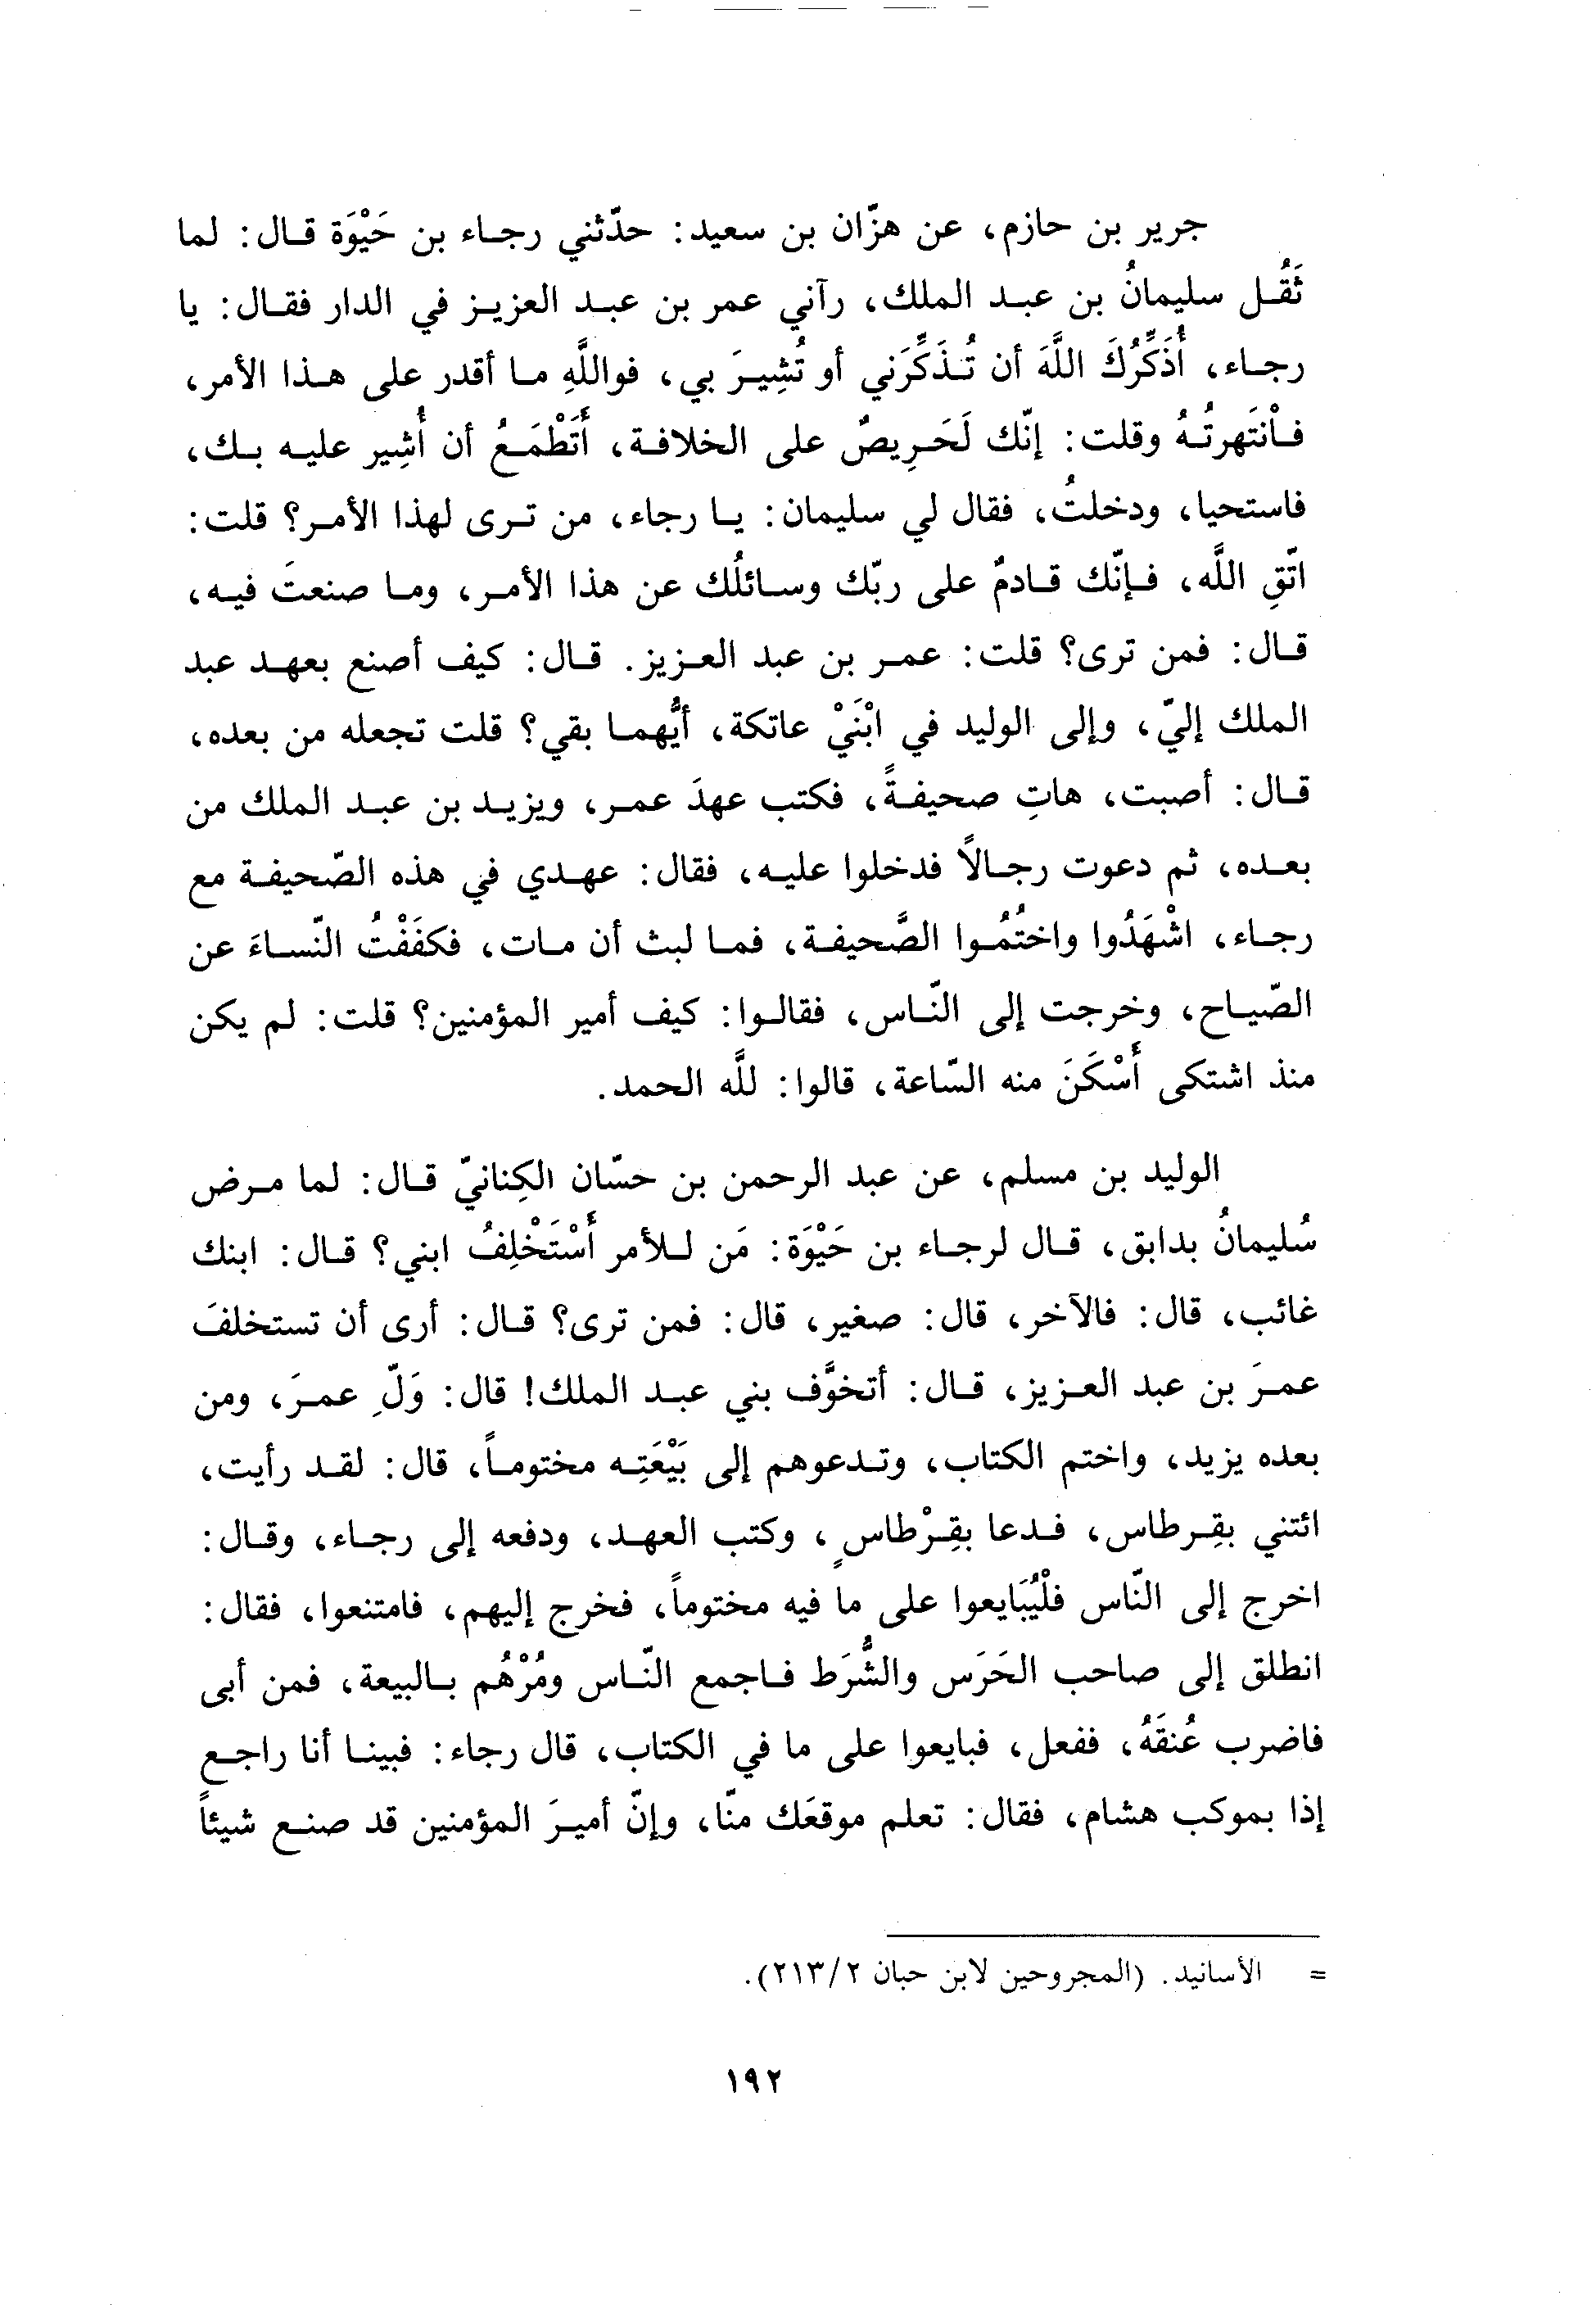 جرير بن حازم، عن هزّان بن سعيد: حدّثني رجاء بن حَيْوَة قال: لما
ثَقُل سليمانُ بن عبد الملك، رآني عمر بن عبد العزيز في الدار فقال: يا
رجاء، أُذَكِّرُكَ اللَّهَ أن تُذَكِّرَني أو تُشِيرَ بي، فواللَّهِ ما أقدر على هذا الأمر،
فأنْتَهرتُهُ وقلت: إنّك لَحَرِيصٌ على الخلافة، أَتَطْمَعُ أن أُشِير عليه بك،
فاستحيا، ودخلتُ، فقال لي سليمان: يا رجاء، من ترى لهذا الأمر؟ قلت:
اتّقِ اللَّه، فإنّك قادمٌ على ربّك وسائلُك عن هذا الأمر، وما صنعتَ فيه،
قال: فمن ترى؟ قلت: عمر بن عبد العزيز. قال: كيف أصنع بعهد عبد
الملك إليّ، وإلى الوليد في ابْنَيْ عاتكة، أيُّهما بقي؟ قلت تجعله من بعده،
قال: أصبت، هاتِ صحيفةً، فكتب عهدَ عمر، ويزيد بن عبد الملك من
بعده، ثم دعوت رجالاً فدخلوا عليه، فقال: عهدي في هذه الصّحيفة مع
رجاء، اشْهَدُوا واختُمُوا الصَّحيفة، فما لبث أن مات، فكفَفْتُ النّساءَ عن
الصّياح، وخرجت إلى النّاس، فقالوا: كيف أمير المؤمنين؟ قلت: لم يكن
منذ اشتكى أَسْكَنَ منه السّاعة، قالوا: للَّه الحمد.
الوليد بن مسلم، عن عبد الرحمن بن حسّان الكِنانيّ قال: لما مرض
سُليمانُ بدابق، قال لرجاء بن حَيْوَة: مَن للأمر أَسْتَخْلِفُ ابني؟ قال: ابنك
غائب، قال: فالآخر، قال: صغير، قال: فمن ترى؟ قال: أرى أن تستخلفَ
عمرَ بن عبد العزيز، قال: أتخوَّف بني عبد الملك! قال: وَلِّ عمرَ، ومن
بعده يزيد، واختم الكتاب، وتدعوهم إلى بَيْعَتِه مختوماً، قال: لقد رأيت،
ائتني بقِرطاس، فدعا بقِرْطاسٍ، وكتب العهد، ودفعه إلى رجاء، وقال:
اخرج إلى النّاس فلْيُبَايعوا على ما فيه مختوماً، فخرج إليهم، فامتنعوا، فقال:
انطلق إلى صاحب الحَرَس والشُّرَط فاجمع النّاس ومُرْهُم بالبيعة، فمن أبى
فاضرب عُنقَهُ، ففعل، فبايعوا على ما في الكتاب، قال رجاء: فبينا أنا راجع
إذا بموكب هشام، فقال: تعلم موقعَك منّا، وإنّ أميرَ المؤمنين قد صنع شيئاً
= الأسانيد. (المجروحين لابن حبان ٢١٣/٢).
١٩٢